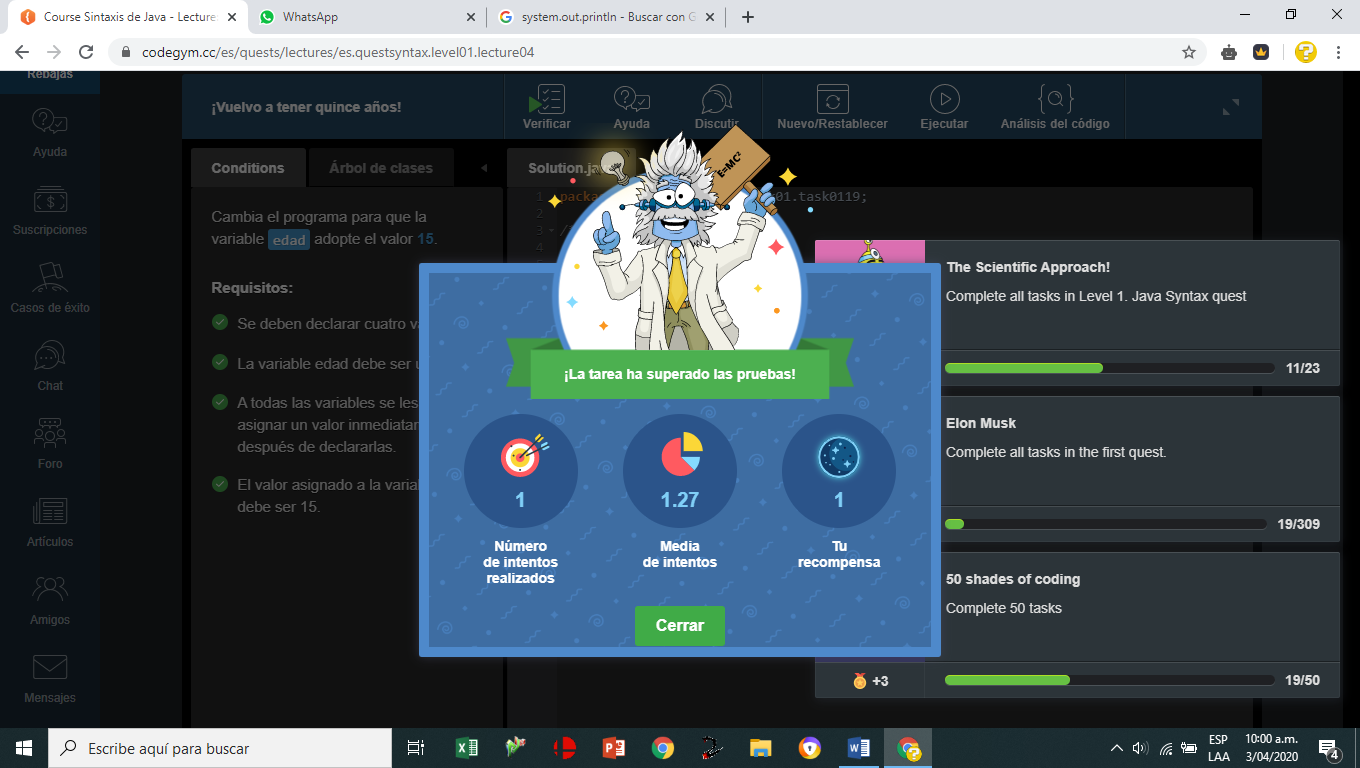 Course Sintaxis de Java - Lecture
WhatsApp
system.out.println - Buscar con G
codegym.cc/es/quests/lectures/es.questsyntax.level01.lecture04
Rebajas
Ayuda
Suscripciones
Casos de éxito
Chat
Foro
Artículos
Amigos
Mensajes
¡Vuelvo a tener quince años!
Verificar
Ayuda
Discutir
Nuevo/Restablecer
Ejecutar
Análisis del código
Conditions
Árbol de clases
Solution.ja
Cambia el programa para que la
variable edad adopte el valor 15.
Requisitos:
Se deben declarar cuatro va
La variable edad debe ser
A todas las variables se les
asignar un valor inmediatar
después de declararlas.
El valor asignado a la varia
debe ser 15.
1
packa
01.task0119;
2
3
//
4
E=MC²
¡La tarea ha superado las pruebas!
1
Número
de intentos
realizados
1.27
Media
de intentos
1
Tu
recompensa
Cerrar
The Scientific Approach!
Complete all tasks in Level 1. Java Syntax quest
11/23
Elon Musk
Complete all tasks in the first quest.
19/309
50 shades of coding
Complete 50 tasks
+3
19/50
Escribe aquí para buscar
ESP
LAA
10:00 a.m.
3/04/2020
4